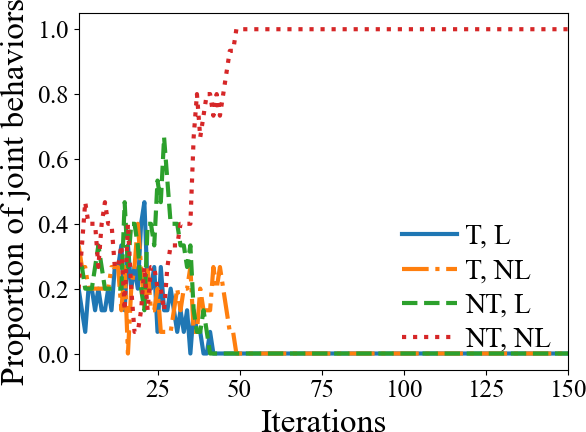 Proportion of joint behaviors
1.0
0.8
0.6
0.4
0.2
0.0
T, L
T, NL
NT, L
NT, NL
25 50 75 100 125 150
Iterations